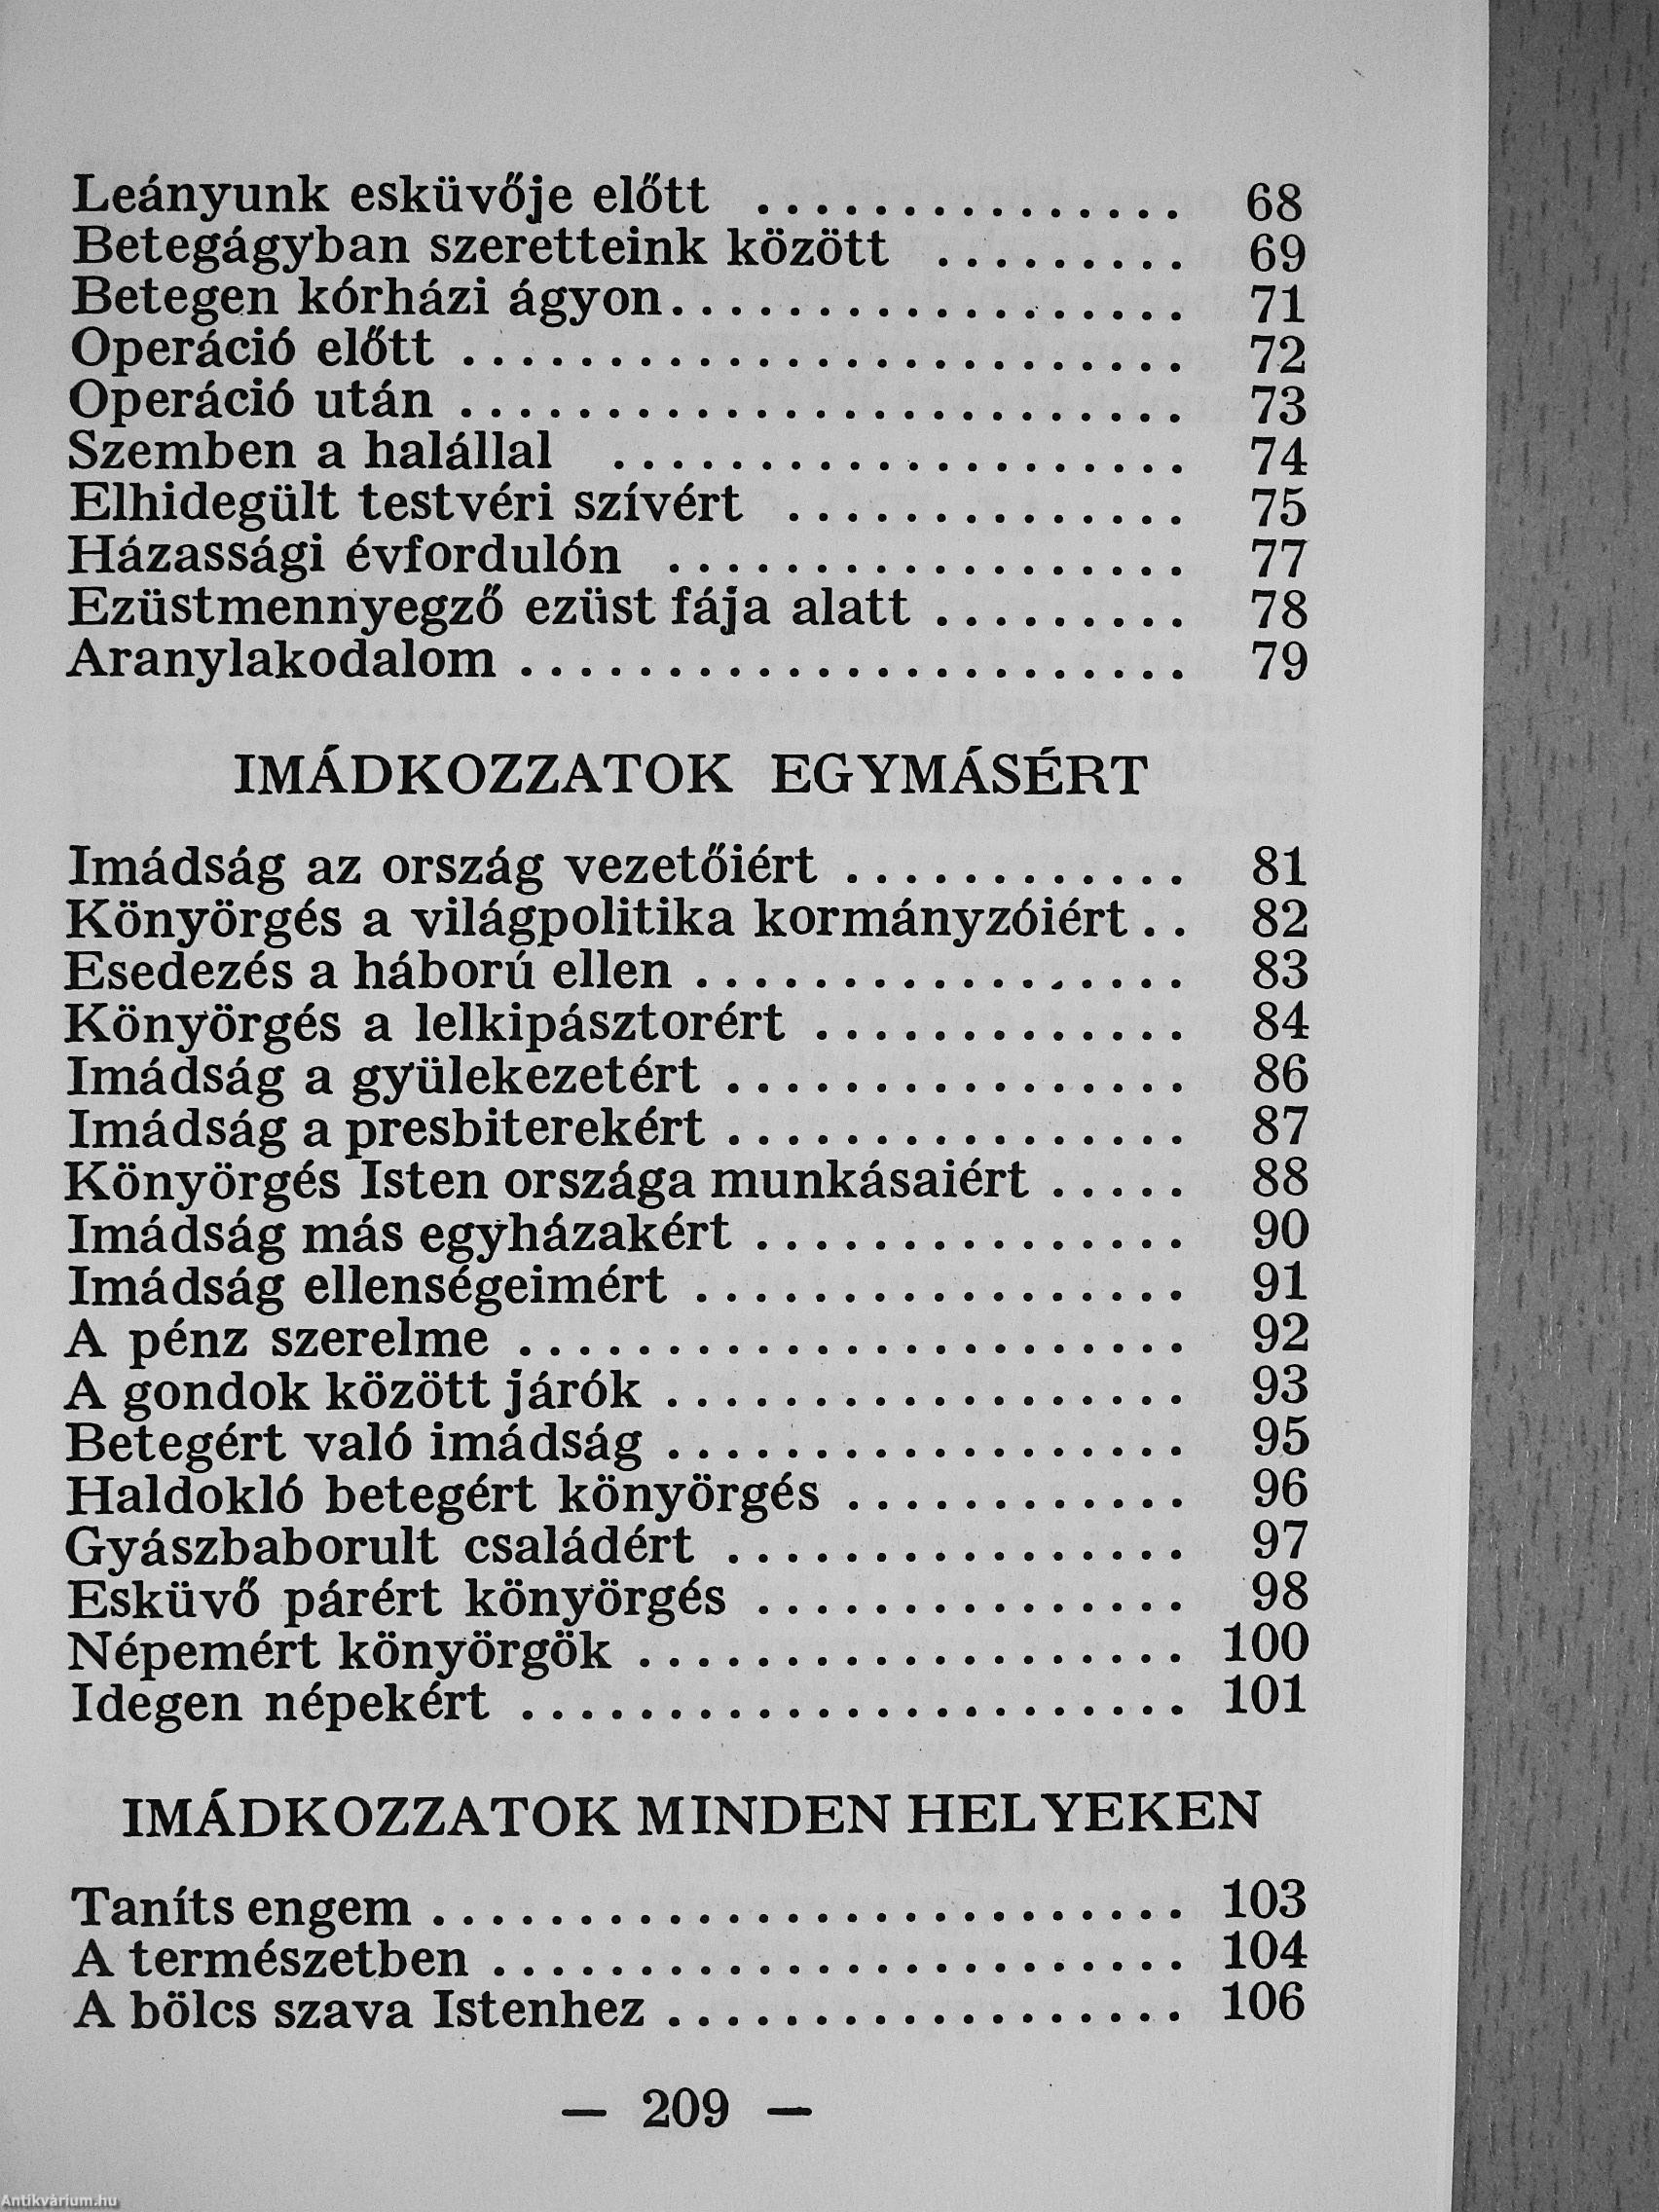 Leányunk esküvője előtt ............... 68
Betegágyban szeretteink között ......... 69
Betegen kórházi ágyon.................. 71
Operáció előtt ......................... 72
Operáció után ......................... 73
Szemben a halállal .................... 74
Elhidegült testvéri szívért .............. 75
Házassági évfordulón .................. 77
Ezüstmennyegző ezüst fája alatt ......... 78
Aranylakodalom ....................... 79
IMÁDKOZZATOK EGYMÁSÉRT
Imádság az ország vezetőiért ............ 81
Könyörgés a világpolitika kormányzóiért.. 82
Esedezés a háború ellen ................. 83
Könyörgés a lelkipásztorért ............. 84
Imádság a gyülekezetért ................ 86
Imádság a presbiterekért ................ 87
Könyörgés Isten országa munkásaiért ..... 88
Imádság más egyházakért ............... 90
Imádság ellenségeimért ................. 91
A pénz szerelme ....................... 92
A gondok között járók .................. 93
Betegért való imádság .................. 95
Haldokló betegért könyörgés ............ 96
Gyászbaborult családért ................ 97
Esküvő párért könyörgés ............... 98
Népemért könyörgök ................... 100
Idegen népekért ....................... 101
IMÁDKOZZATOK MINDEN HELYEKEN
Taníts engem .......................... 103
A természetben ........................ 104
A bölcs szava Istenhez .................. 106
— 209 —
Antikvárium.hu